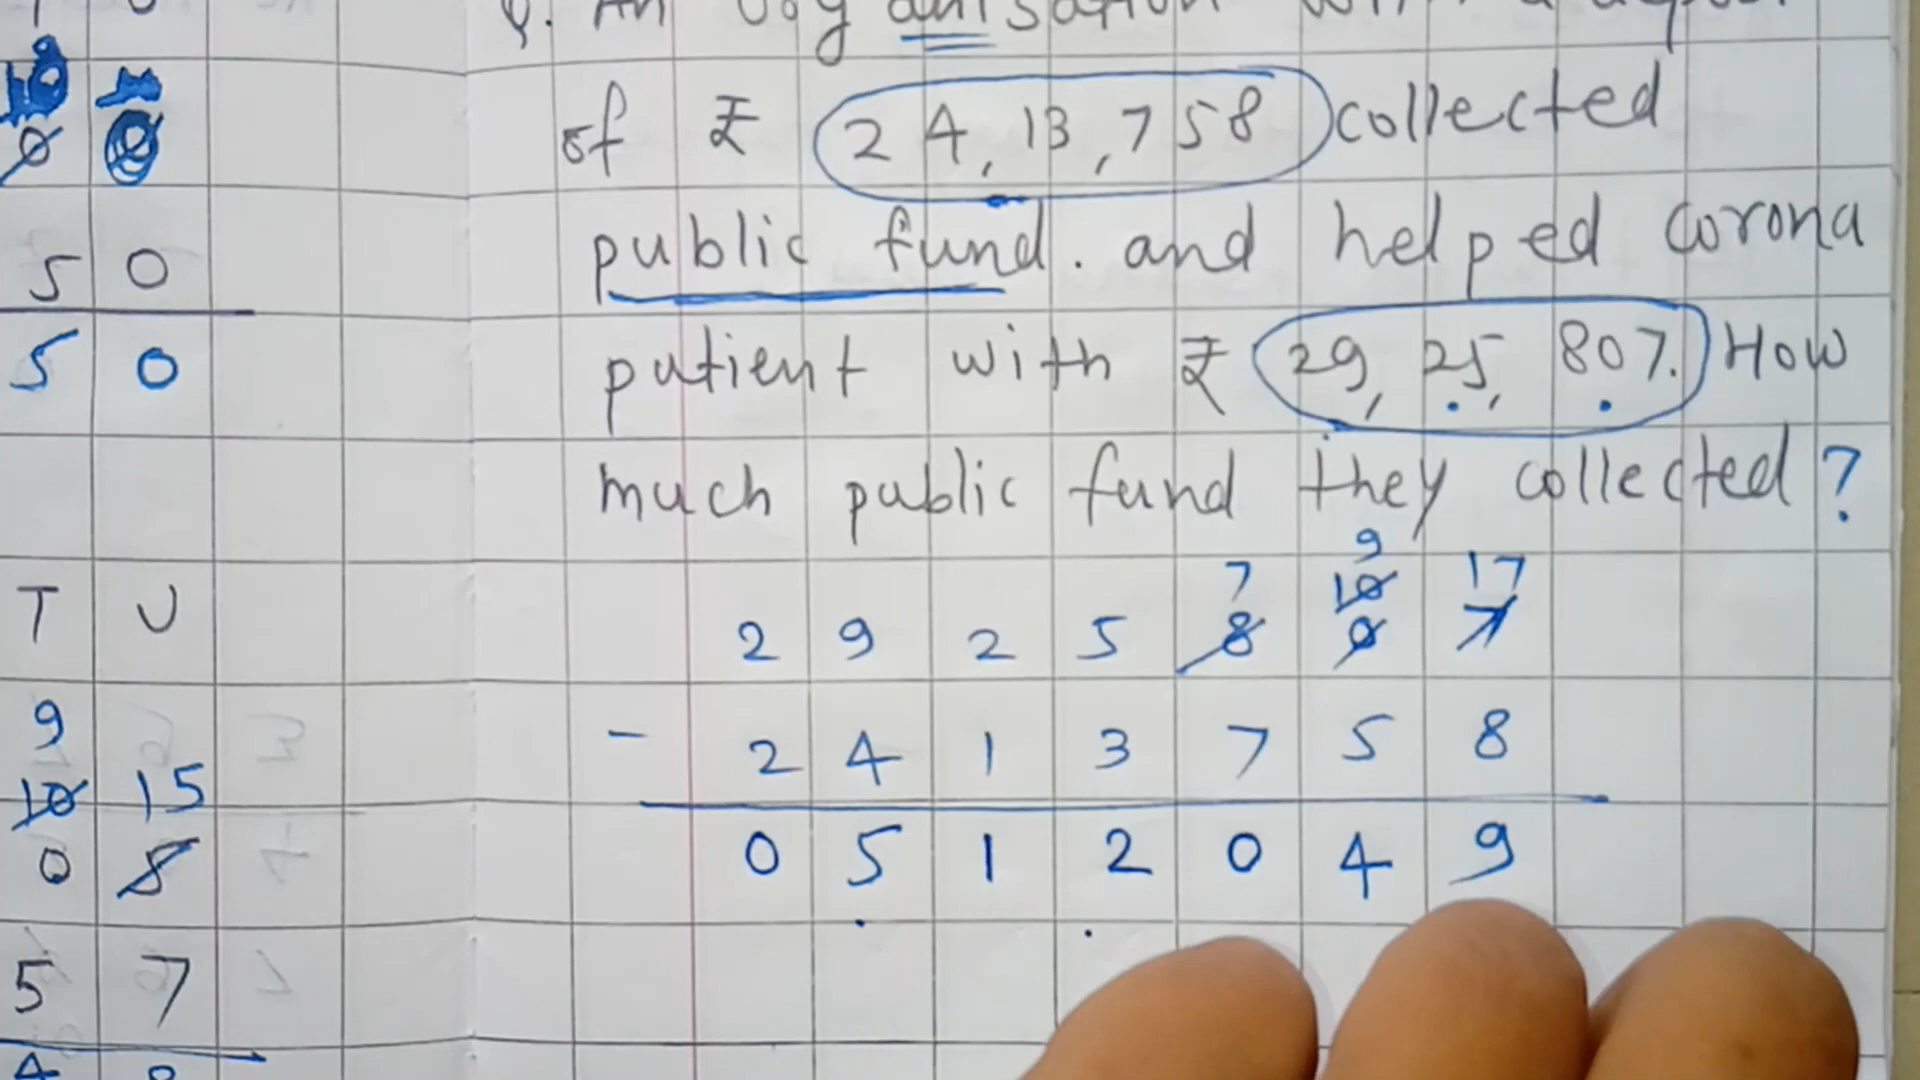 of ₹ 24,13,758 collected
public fund. and helped corona
patient with ₹ 29,25,807. How
much public fund they collected?
9
7 10 17
2 9 2 5 8 0 7
- 2 4 1 3 7 5 8
0 5 1 2 0 4 9
5 0
5 0
T U
9
10 15
0
5 7